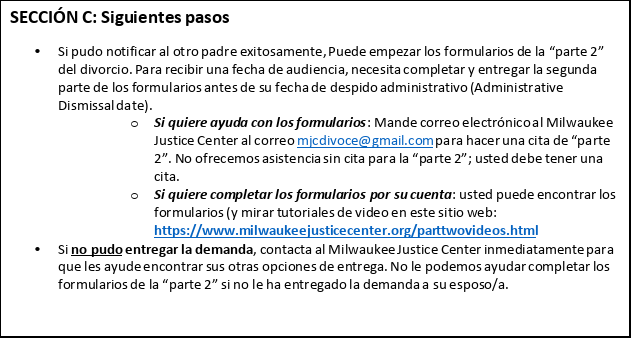 SECCIÓN C: Siguientes pasos
• Si pudo notificar al otro padre exitosamente, Puede empezar los formularios de la “parte 2”
del divorcio. Para recibir una fecha de audiencia, necesita completar y entregar la segunda
parte de los formularios antes de su fecha de despido administrativo (Administrative
Dismissal date).
o Si quiere ayuda con los formularios: Mande correo electrónico al Milwaukee
Justice Center al correo mjcdivoce@gmail.com para hacer una cita de “parte
2”. No ofrecemos asistencia sin cita para la “parte 2”; usted debe tener una
cita.
o Si quiere completar los formularios por su cuenta: usted puede encontrar los
formularios (y mirar tutoriales de video en este sitio web:
https://www.milwaukeejusticecenter.org/parttwovideos.html
• Si no pudo entregar la demanda, contacta al Milwaukee Justice Center inmediatamente para
que les ayude encontrar sus otras opciones de entrega. No le podemos ayudar completar los
formularios de la “parte 2” si no le ha entregado la demanda a su esposo/a.